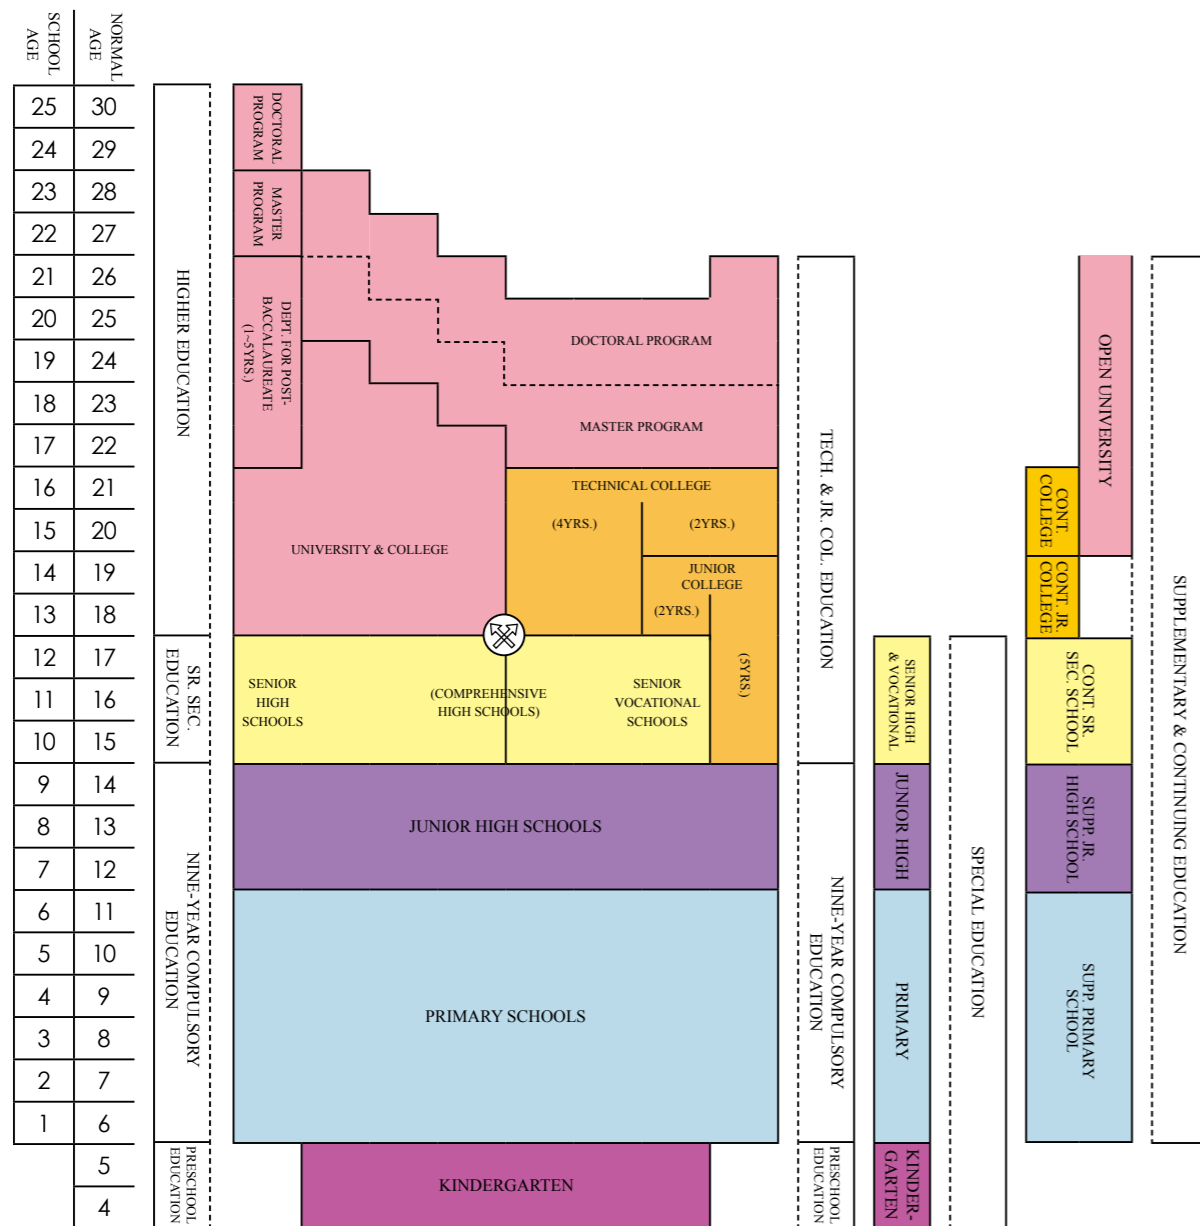 SCHOOL
AGE
NORMAL
AGE
25 30
24 29
23 28
22 27
21 26
20 25
19 24
18 23
17 22
16 21
15 20
14 19
13 18
12 17
11 16
10 15
9 14
8 13
7 12
6 11
5 10
4 9
3 8
2 7
1 6
5
4
HIGHER EDUCATION
SR. SEC.
EDUCATION
NINE-YEAR COMPULSORY
EDUCATION
PRESCHOOL
EDUCATION
DOCTORAL
PROGRAM
MASTER
PROGRAM
DEPT. FOR POST-
BACCALAUREATE
(1~5YRS.)
DOCTORAL PROGRAM
MASTER PROGRAM
UNIVERSITY & COLLEGE
TECHNICAL COLLEGE
(4YRS.)
(2YRS.)
JUNIOR
COLLEGE
(2YRS.)
(5YRS.)
SENIOR
HIGH
SCHOOLS
(COMPREHENSIVE
HIGH SCHOOLS)
SENIOR
VOCATIONAL
SCHOOLS
JUNIOR HIGH SCHOOLS
PRIMARY SCHOOLS
KINDERGARTEN
TECH. & JR. COL. EDUCATION
NINE-YEAR COMPULSORY
EDUCATION
PRESCHOOL
EDUCATION
SENIOR HIGH
& VOCATIONAL
JUNIOR HIGH
PRIMARY
KINDER-
GARTEN
SPECIAL EDUCATION
OPEN UNIVERSITY
CONT.
COLLEGE
CONT. JR.
COLLEGE
CONT. SR.
SEC. SCHOOL
SUPP. JR.
HIGH SCHOOL
SUPP. PRIMARY
SCHOOL
SUPPLEMENTARY & CONTINUING EDUCATION